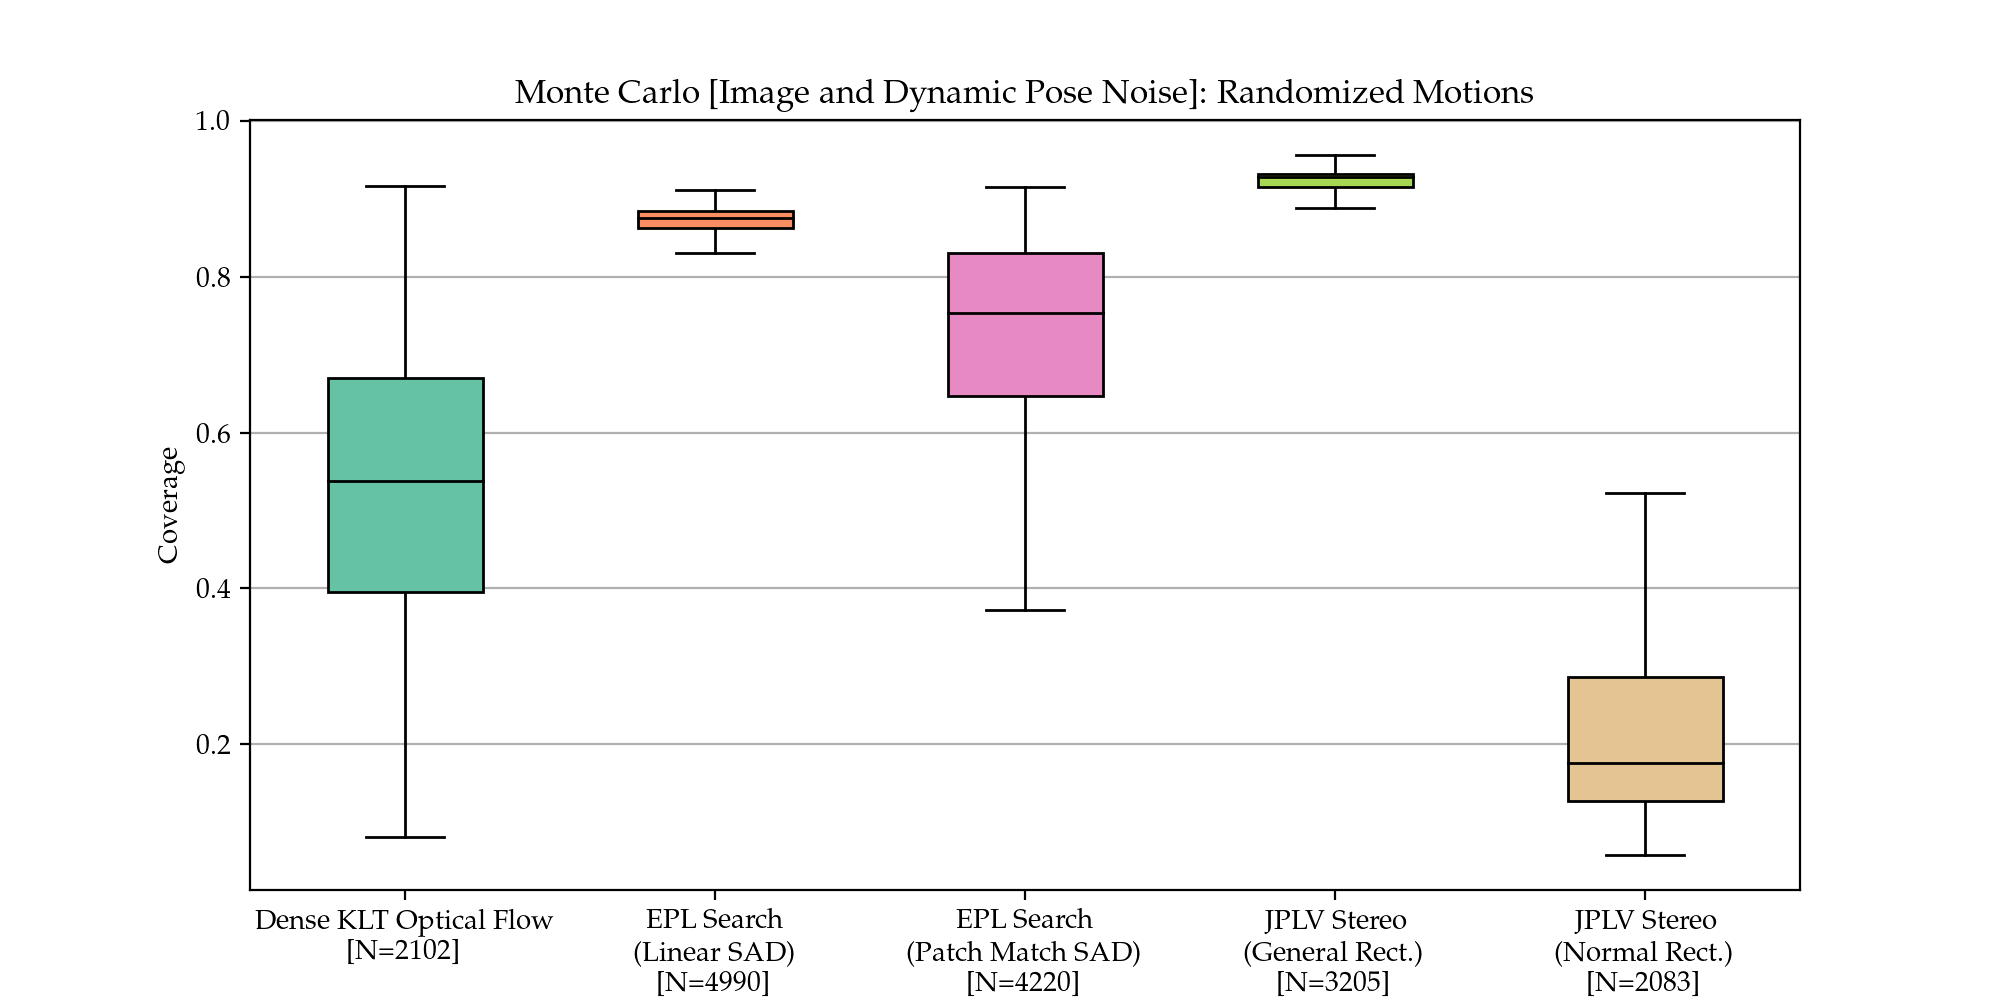 Monte Carlo [Image and Dynamic Pose Noise]: Randomized Motions
1.0
0.8
0.6
0.4
0.2
Coverage
Dense KLT Optical Flow
[N=2102]
EPL Search
(Linear SAD)
[N=4990]
EPL Search
(Patch Match SAD)
[N=4220]
JPLV Stereo
(General Rect.)
[N=3205]
JPLV Stereo
(Normal Rect.)
[N=2083]